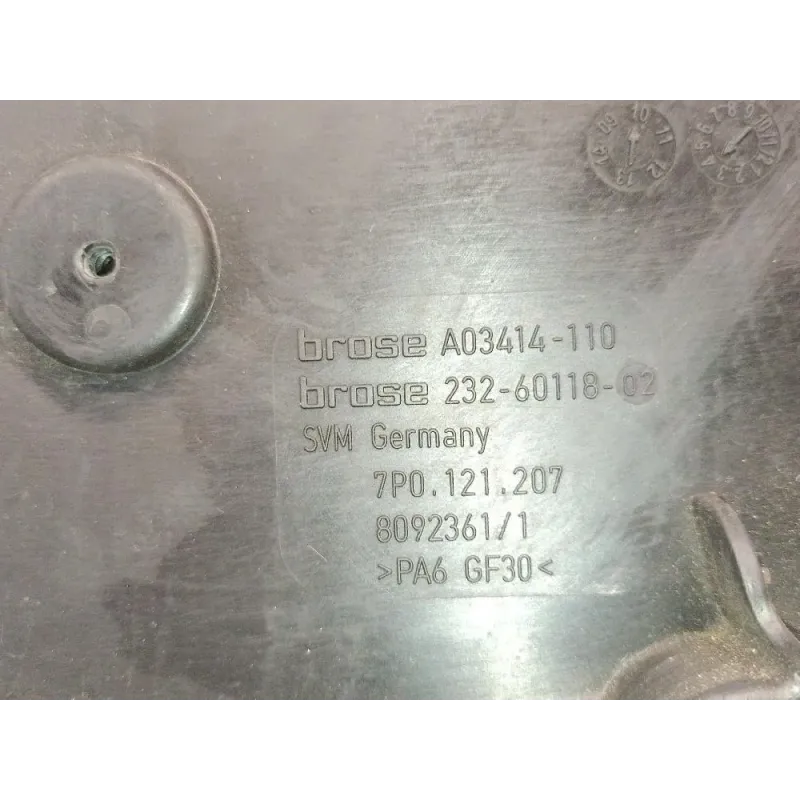 brose A03414-110
brose 232-60118-02
SVM Germany
7P0.121.207
8092361/1
>PA6 GF30<